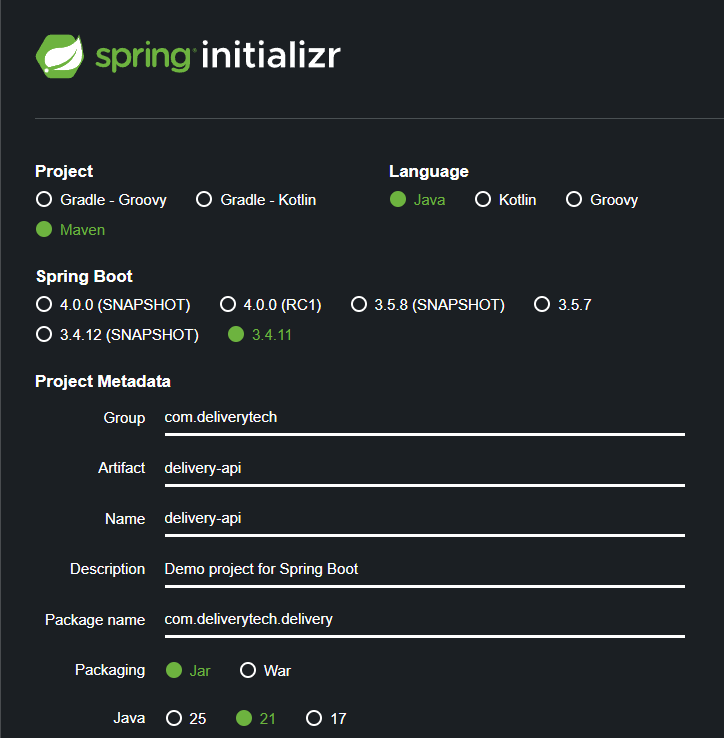 spring initializr
Project
Language
Gradle - Groovy Gradle - Kotlin
Java Kotlin Groovy
Maven
Spring Boot
4.0.0 (SNAPSHOT) 4.0.0 (RC1) 3.5.8 (SNAPSHOT) 3.5.7
3.4.12 (SNAPSHOT) 3.4.11
Project Metadata
Group com.deliverytech
Artifact delivery-api
Name delivery-api
Description Demo project for Spring Boot
Package name com.deliverytech.delivery
Packaging Jar War
Java 25 21 17